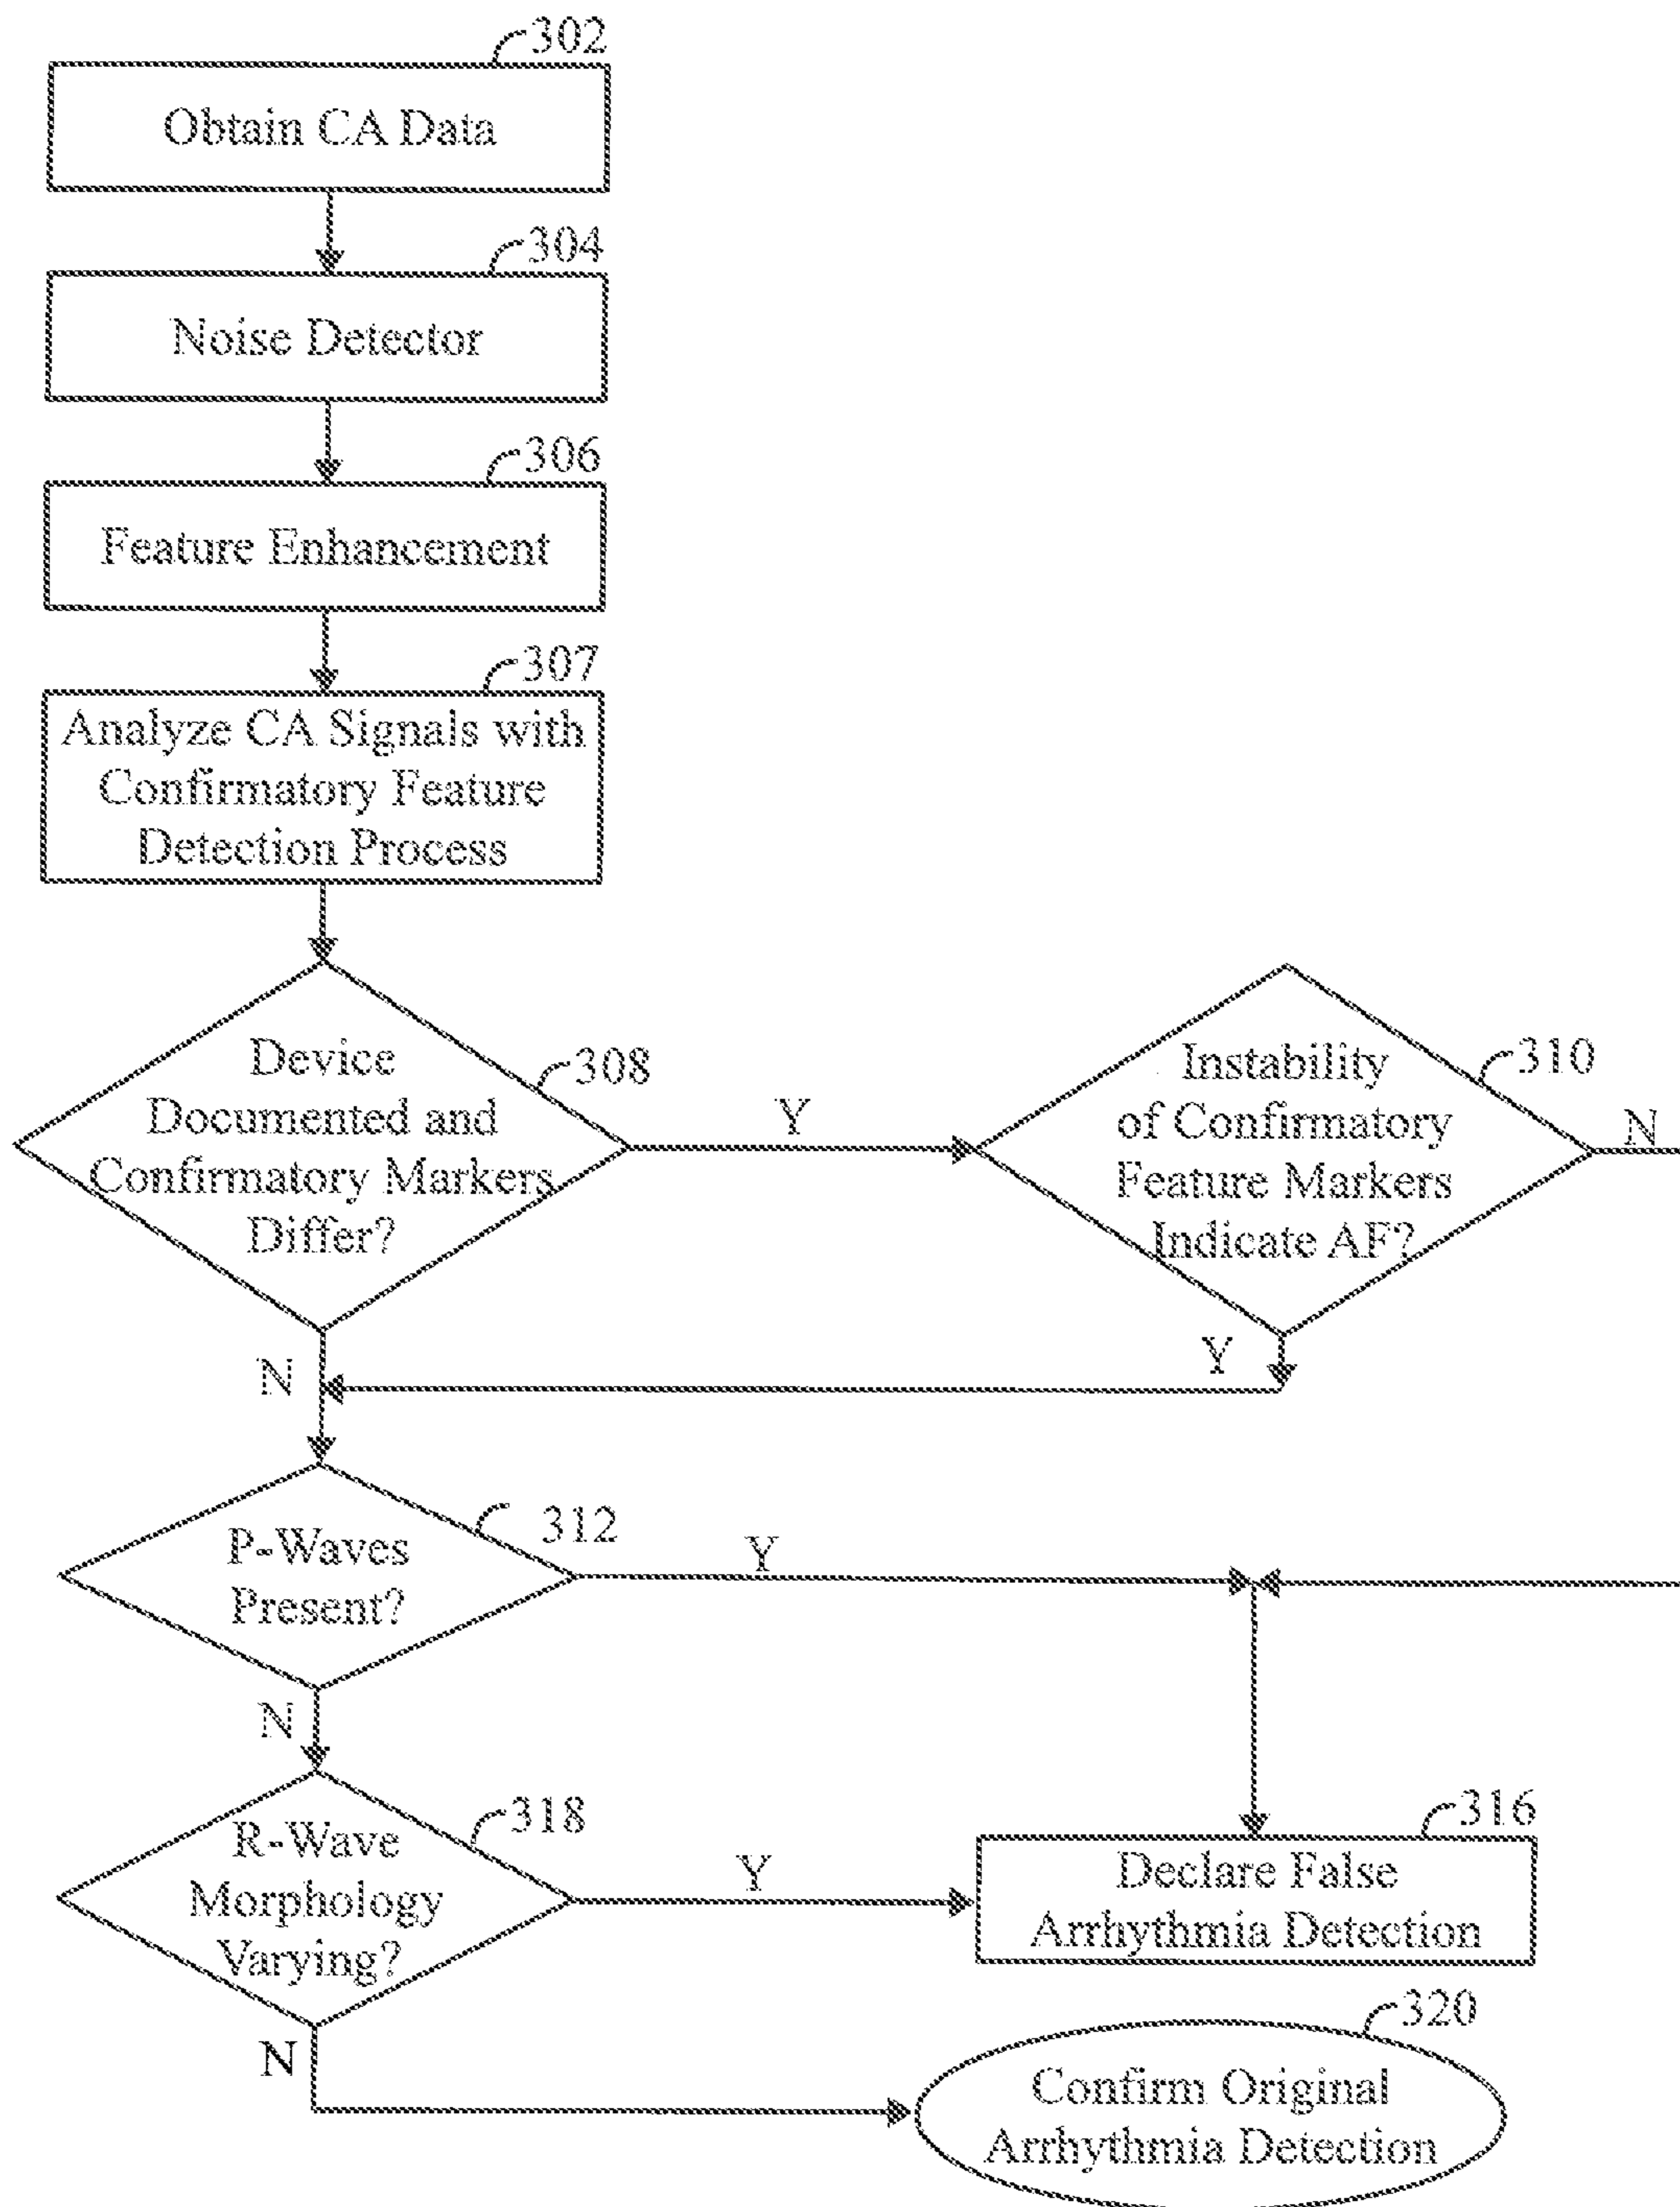 302
Obtain CA Data
304
Noise Detector
306
Feature Enhancement
307
Analyze CA Signals with
Confirmatory Feature
Detection Process
308
Device
Documented and
Confirmatory Markers
Differ?
Y
310
Instability
of Confirmatory
Feature Markers
Indicate AF?
N
N
Y
312
P-Waves
Present?
Y
N
318
R-Wave
Morphology
Varying?
Y
316
Declare False
Arrhythmia Detection
N
320
Confirm Original
Arrhythmia Detection